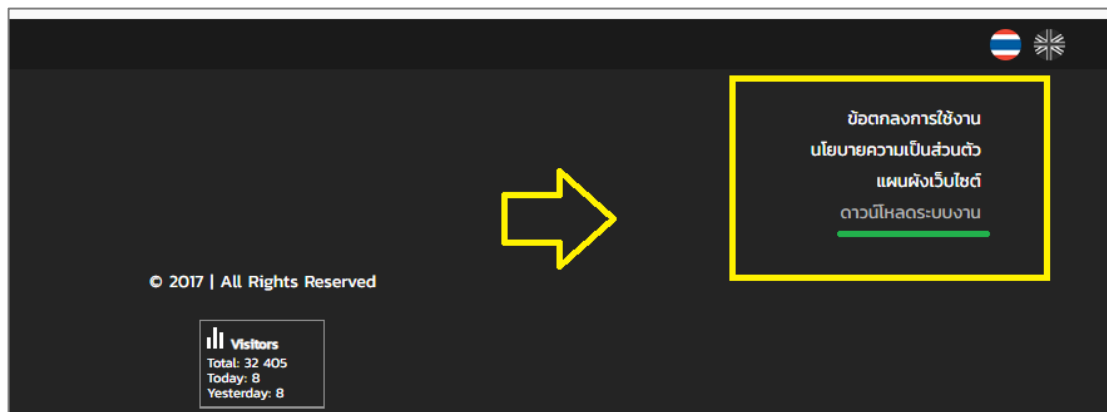 ข้อตกลงการใช้งาน
นโยบายความเป็นส่วนตัว
แผนผังเว็บไซต์
ดาวน์โหลดระบบงาน
© 2017 | All Rights Reserved
Visitors
Total: 32 405
Today: 8
Yesterday: 8